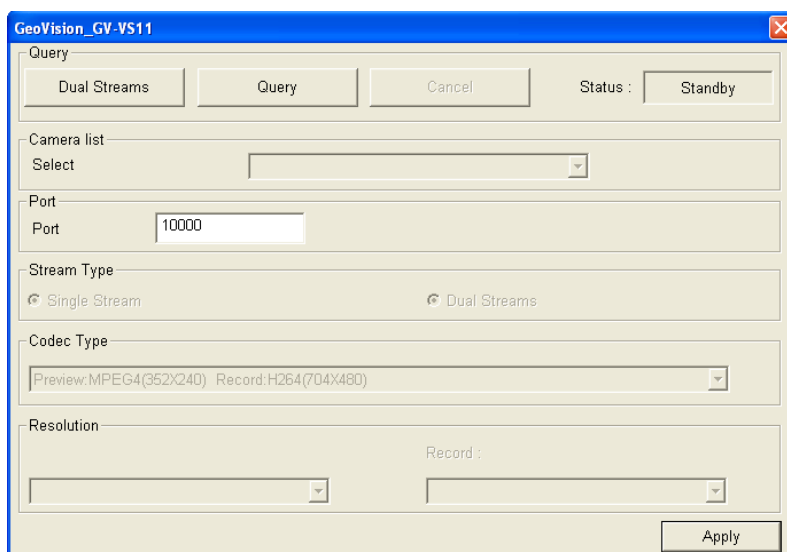 GeoVision_GV-VS11
Query
Dual Streams Query Cancel Status : Standby
Camera list
Select
Port
Port 10000
Stream Type
Single Stream Dual Streams
Codec Type
Preview:MPEG4(352X240) Record:H264(704X480)
Resolution
Record :
Apply